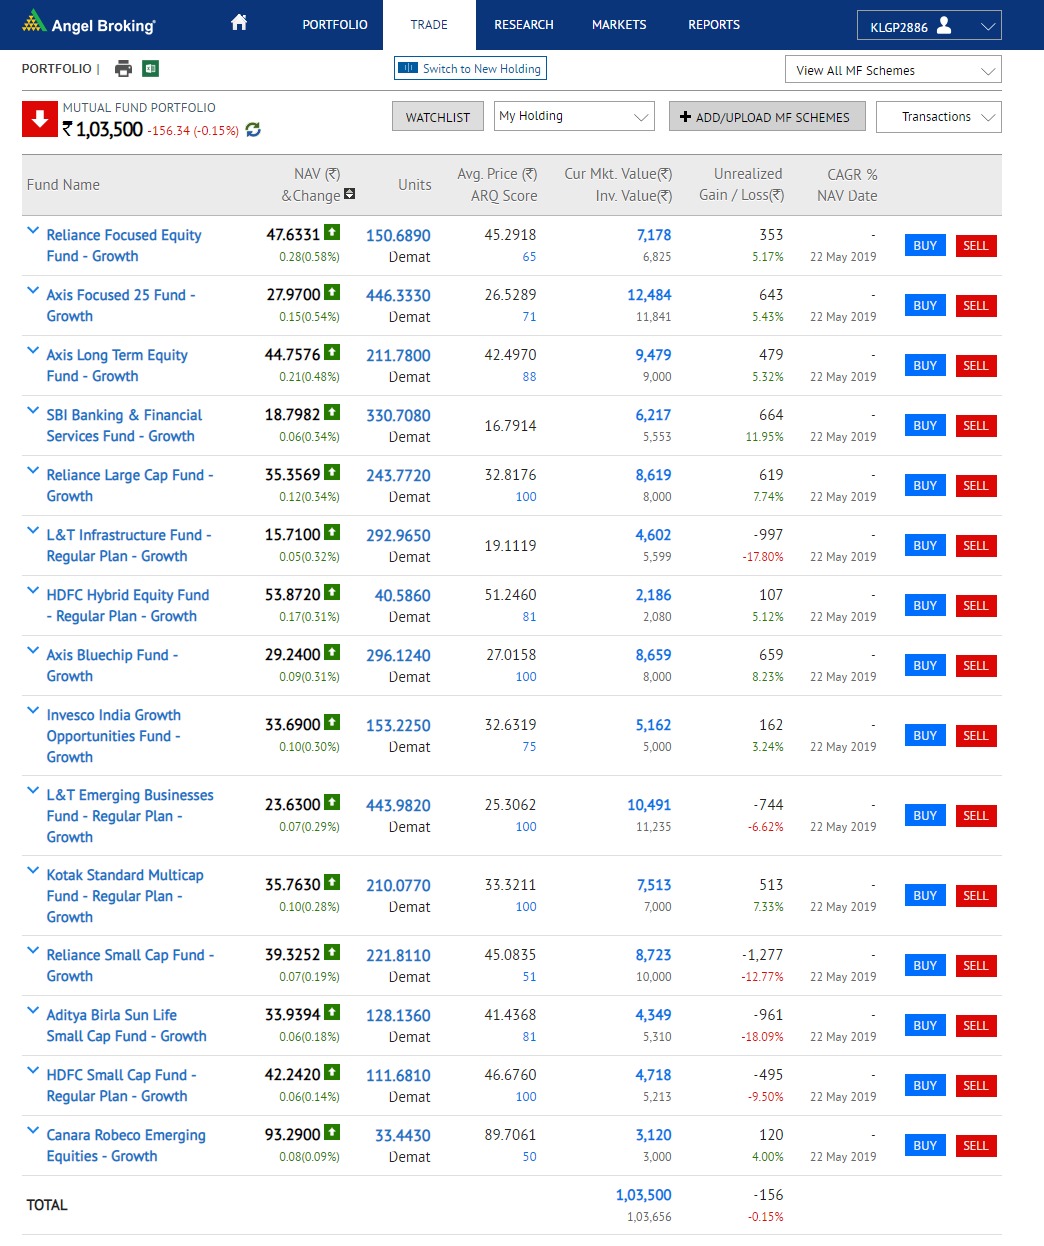 Angel Broking
PORTFOLIO TRADE RESEARCH MARKETS REPORTS KLGP2886
PORTFOLIO | Switch to New Holding View All MF Schemes
MUTUAL FUND PORTFOLIO
₹ 1,03,500 -156.34 (-0.15%) WATCHLIST My Holding ADD/UPLOAD MF SCHEMES Transactions
Fund Name NAV (₹) &Change Units Avg. Price (₹) ARQ Score Cur Mkt. Value(₹) Inv. Value(₹) Unrealized Gain / Loss(₹) CAGR % NAV Date
Reliance Focused Equity 47.6331 150.6890 45.2918 7,178 353 -
Fund - Growth 0.28(0.58%) Demat 65 6,825 5.17% 22 May 2019 BUY SELL
Axis Focused 25 Fund - 27.9700 446.3330 26.5289 12,484 643 -
Growth 0.15(0.54%) Demat 71 11,841 5.43% 22 May 2019 BUY SELL
Axis Long Term Equity 44.7576 211.7800 42.4970 9,479 479 -
Fund - Growth 0.21(0.48%) Demat 88 9,000 5.32% 22 May 2019 BUY SELL
SBI Banking & Financial 18.7982 330.7080 16.7914 6,217 664 -
Services Fund - Growth 0.06(0.34%) Demat 5,553 11.95% 22 May 2019 BUY SELL
Reliance Large Cap Fund - 35.3569 243.7720 32.8176 8,619 619 -
Growth 0.12(0.34%) Demat 100 8,000 7.74% 22 May 2019 BUY SELL
L&T Infrastructure Fund - 15.7100 292.9650 19.1119 4,602 -997 -
Regular Plan - Growth 0.05(0.32%) Demat 5,599 -17.80% 22 May 2019 BUY SELL
HDFC Hybrid Equity Fund 53.8720 40.5860 51.2460 2,186 107 -
- Regular Plan - Growth 0.17(0.31%) Demat 81 2,080 5.12% 22 May 2019 BUY SELL
Axis Bluechip Fund - 29.2400 296.1240 27.0158 8,659 659 -
Growth 0.09(0.31%) Demat 100 8,000 8.23% 22 May 2019 BUY SELL
Invesco India Growth
Opportunities Fund - 33.6900 153.2250 32.6319 5,162 162 -
Growth 0.10(0.30%) Demat 75 5,000 3.24% 22 May 2019 BUY SELL
L&T Emerging Businesses
Fund - Regular Plan - 23.6300 443.9820 25.3062 10,491 -744 -
Growth 0.07(0.29%) Demat 100 11,235 -6.62% 22 May 2019 BUY SELL
Kotak Standard Multicap
Fund - Regular Plan - 35.7630 210.0770 33.3211 7,513 513 -
Growth 0.10(0.28%) Demat 100 7,000 7.33% 22 May 2019 BUY SELL
Reliance Small Cap Fund - 39.3252 221.8110 45.0835 8,723 -1,277 -
Growth 0.07(0.19%) Demat 51 10,000 -12.77% 22 May 2019 BUY SELL
Aditya Birla Sun Life 33.9394 128.1360 41.4368 4,349 -961 -
Small Cap Fund - Growth 0.06(0.18%) Demat 81 5,310 -18.09% 22 May 2019 BUY SELL
HDFC Small Cap Fund - 42.2420 111.6810 46.6760 4,718 -495 -
Regular Plan - Growth 0.06(0.14%) Demat 100 5,213 -9.50% 22 May 2019 BUY SELL
Canara Robeco Emerging 93.2900 33.4430 89.7061 3,120 120 -
Equities - Growth 0.08(0.09%) Demat 50 3,000 4.00% 22 May 2019 BUY SELL
TOTAL 1,03,500 -156
1,03,656 -0.15%